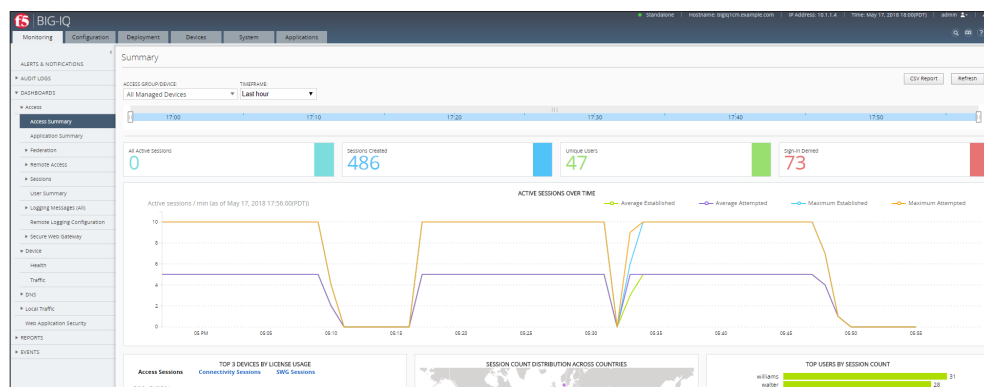 f5 BIG-IQ
Standalone Hostname: bigiq1cm.example.com IP Address: 10.1.1.4 Time: May 17, 2018 18:00(PDT) admin
Monitoring Configuration Deployment Devices System Applications
ALERTS & NOTIFICATIONS
AUDIT LOGS
DASHBOARDS
Access
Access Summary
Application Summary
Federation
Remote Access
Sessions
User Summary
Logging Messages (All)
Remote Logging Configuration
Secure Web Gateway
Device
Health
Traffic
DNS
Local Traffic
Web Application Security
REPORTS
EVENTS
Summary
ACCESS GROUP/DEVICE: TIMEFRAME:
All Managed Devices Last hour
CSV Report Refresh
17:00 17:10 17:20 17:30 17:40 17:50
All Active Sessions Sessions Created Unique Users Sign-In Denied
0 486 47 73
ACTIVE SESSIONS OVER TIME
Active sessions / min (as of May 17, 2018 17:56:00(PDT))
Average Established Average Attempted Maximum Established Maximum Attempted
10
8
6
4
2
0
05 PM 05:05 05:10 05:15 05:20 05:25 05:30 05:35 05:40 05:45 05:50 05:55
TOP 3 DEVICES BY LICENSE USAGE
Access Sessions Connectivity Sessions SWG Sessions
SESSION COUNT DISTRIBUTION ACROSS COUNTRIES
TOP USERS BY SESSION COUNT
williams 31
walter 28